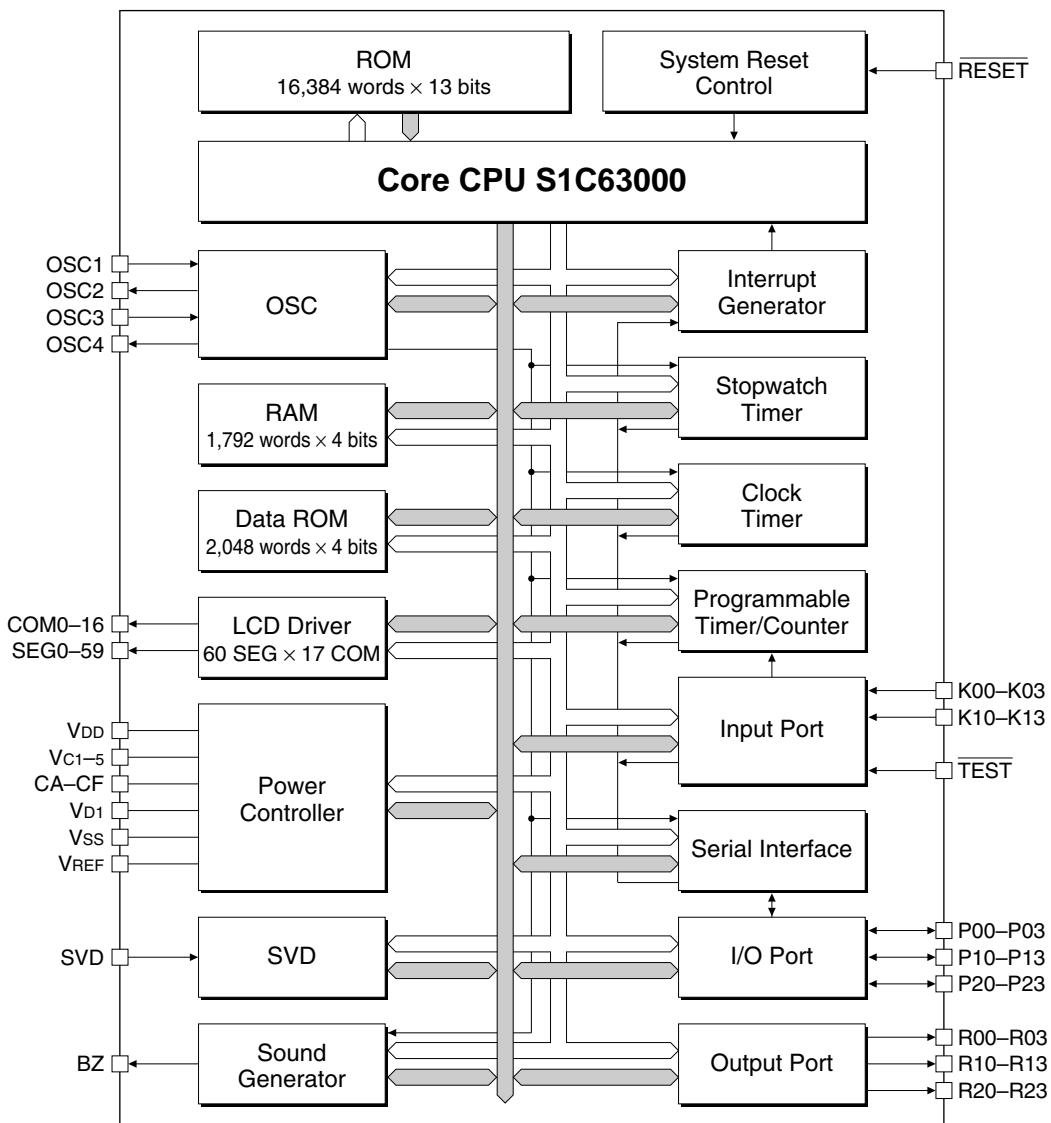 ROM
16,384 words × 13 bits
System Reset
Control
RESET
Core CPU S1C63000
OSC1
OSC2
OSC3
OSC4
OSC
Interrupt
Generator
RAM
1,792 words × 4 bits
Stopwatch
Timer
Data ROM
2,048 words × 4 bits
Clock
Timer
COM0–16
SEG0–59
LCD Driver
60 SEG × 17 COM
Programmable
Timer/Counter
VDD
VC1–5
CA–CF
VD1
VSS
VREF
Power
Controller
Input Port
K00–K03
K10–K13
TEST
Serial Interface
SVD
SVD
I/O Port
P00–P03
P10–P13
P20–P23
BZ
Sound
Generator
Output Port
R00–R03
R10–R13
R20–R23